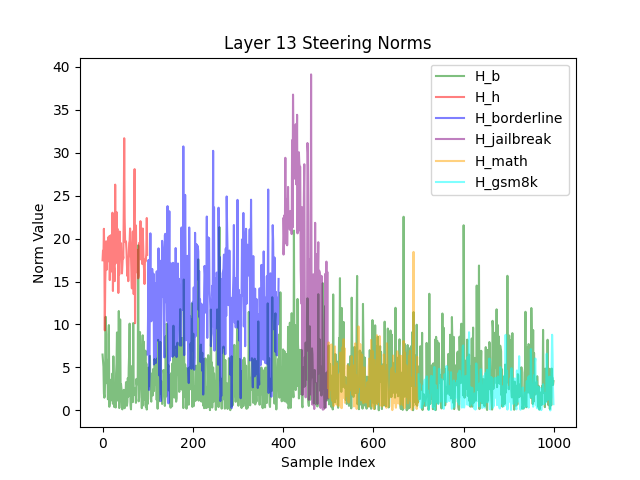 Layer 13 Steering Norms
Norm Value
40
35
30
25
20
15
10
5
0
H_b
H_h
H_borderline
H_jailbreak
H_math
H_gsm8k
0 200 400 600 800 1000
Sample Index